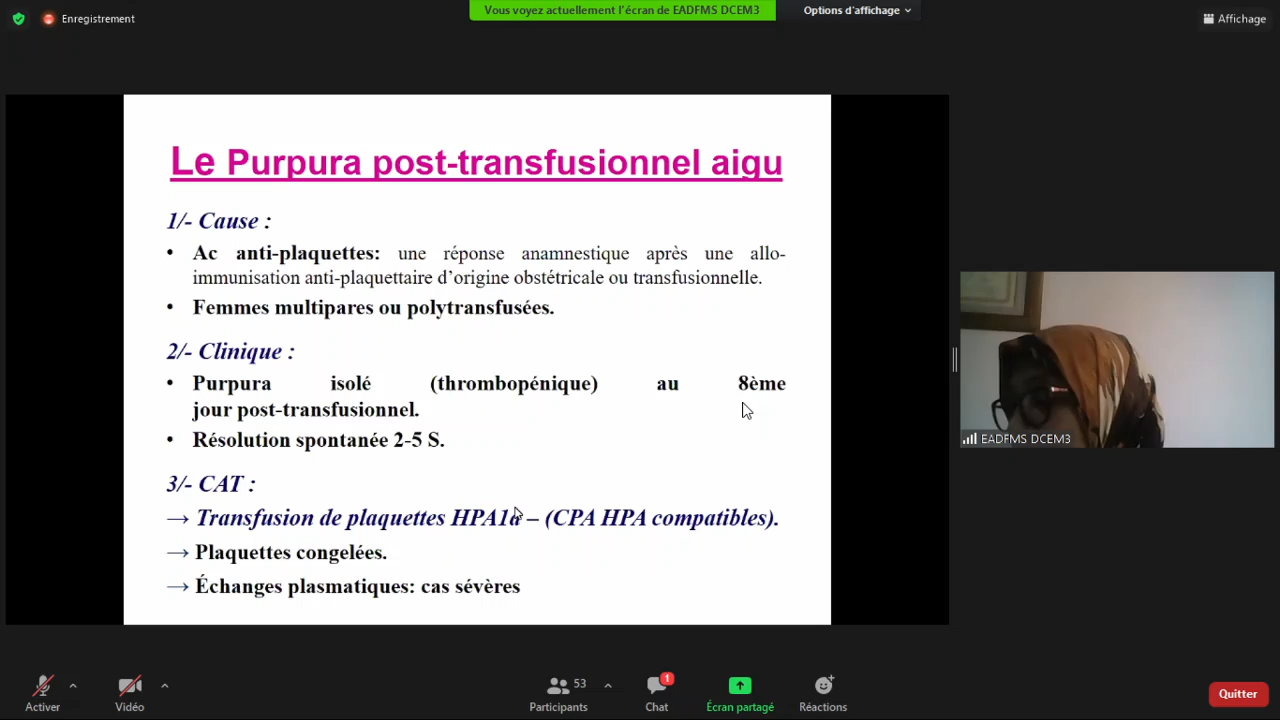 Enregistrement
Vous voyez actuellement l'écran de EADFMS DCEM3
Options d'affichage
Affichage
Le Purpura post-transfusionnel aigu
1/- Cause :
• Ac anti-plaquettes: une réponse anamnestique après une allo-
immunisation anti-plaquettaire d'origine obstétricale ou transfusionnelle.
• Femmes multipares ou polytransfusées.
2/- Clinique :
• Purpura isolé (thrombopénique) au 8ème
jour post-transfusionnel.
• Résolution spontanée 2-5 S.
3/- CAT :
→ Transfusion de plaquettes HPA1a – (CPA HPA compatibles).
→ Plaquettes congelées.
→ Échanges plasmatiques: cas sévères
EADFMS DCEM3
Activer
Vidéo
53
Participants
1
Chat
Écran partagé
Réactions
Quitter